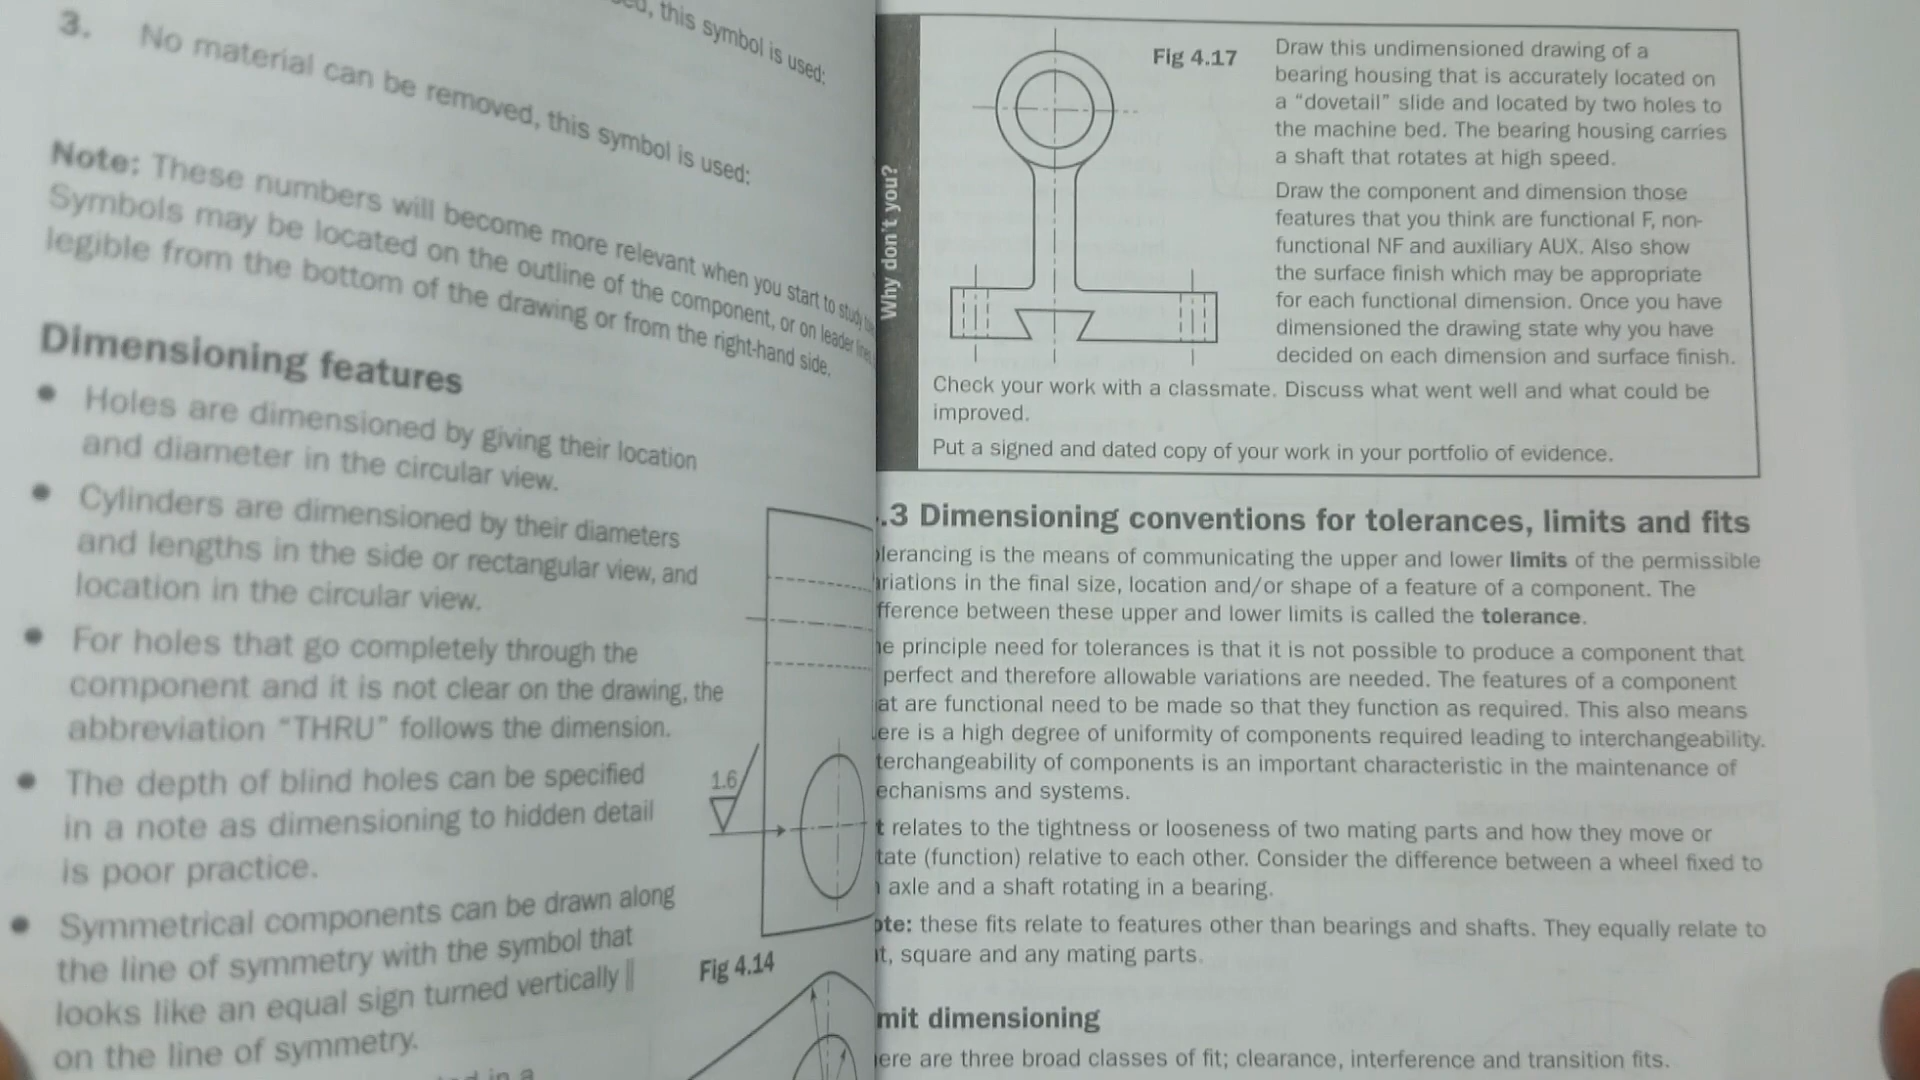 ed, this symbol is used:
3. No material can be removed, this symbol is used:
Note: These numbers will become more relevant when you start to study
Symbols may be located on the outline of the component, or on leader lines
legible from the bottom of the drawing or from the right-hand side.
Dimensioning features
• Holes are dimensioned by giving their location
and diameter in the circular view.
• Cylinders are dimensioned by their diameters
and lengths in the side or rectangular view, and
location in the circular view.
• For holes that go completely through the
component and it is not clear on the drawing, the
abbreviation “THRU” follows the dimension.
• The depth of blind holes can be specified
in a note as dimensioning to hidden detail
is poor practice.
• Symmetrical components can be drawn along
the line of symmetry with the symbol that
looks like an equal sign turned vertically ||
on the line of symmetry.
in a
1.6
Fig 4.14
Why don't you?
Fig 4.17
Draw this undimensioned drawing of a
bearing housing that is accurately located on
a “dovetail” slide and located by two holes to
the machine bed. The bearing housing carries
a shaft that rotates at high speed.
Draw the component and dimension those
features that you think are functional F, non-
functional NF and auxiliary AUX. Also show
the surface finish which may be appropriate
for each functional dimension. Once you have
dimensioned the drawing state why you have
decided on each dimension and surface finish.
Check your work with a classmate. Discuss what went well and what could be
improved.
Put a signed and dated copy of your work in your portfolio of evidence.
.3 Dimensioning conventions for tolerances, limits and fits
lerancing is the means of communicating the upper and lower limits of the permissible
riations in the final size, location and/or shape of a feature of a component. The
fference between these upper and lower limits is called the tolerance.
e principle need for tolerances is that it is not possible to produce a component that
perfect and therefore allowable variations are needed. The features of a component
at are functional need to be made so that they function as required. This also means
ere is a high degree of uniformity of components required leading to interchangeability.
terchangeability of components is an important characteristic in the maintenance of
echanisms and systems.
t relates to the tightness or looseness of two mating parts and how they move or
tate (function) relative to each other. Consider the difference between a wheel fixed to
axle and a shaft rotating in a bearing.
ote: these fits relate to features other than bearings and shafts. They equally relate to
t, square and any mating parts.
mit dimensioning
ere are three broad classes of fit; clearance, interference and transition fits.